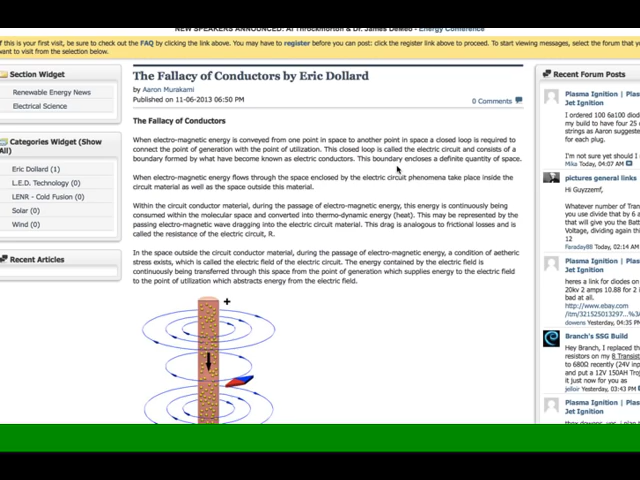 NEW SPEAKERS ANNOUNCED: Al Throckmorton & Dr. James DeMeo - Energy Conference
If this is your first visit, be sure to check out the FAQ by clicking the link above. You may have to register before you can post: click the register link above to proceed. To start viewing messages, select the forum that
want to visit from the selection below.
Section Widget
Renewable Energy News
Electrical Science
Categories Widget (Show
All)
Eric Dollard (1)
L.E.D. Technology (0)
LENR - Cold Fusion (0)
Solar (0)
Wind (0)
Recent Articles
The Fallacy of Conductors by Eric Dollard
by Aaron Murakami
Published on 11-06-2013 06:50 PM
0 Comments
The Fallacy of Conductors
When electro-magnetic energy is conveyed from one point in space to another point in space a closed loop is required to
connect the point of generation with the point of utilization. This closed loop is called the electric circuit and consists of a
boundary formed by what have become known as electric conductors. This boundary encloses a definite quantity of space.
When electro-magnetic energy flows through the space enclosed by the electric circuit phenomena take place inside the
circuit material as well as the space outside this material.
Within the circuit conductor material, during the passage of electro-magnetic energy, this energy is continuously being
consumed within the molecular space and converted into thermo-dynamic energy (heat). This may be represented by the
passing electro-magnetic wave dragging into the electric circuit material. This drag is analogous to frictional losses and is
called the resistance of the electric circuit, R.
In the space outside the circuit conductor material, during the passage of electro-magnetic energy, a condition of aetheric
stress exists, which is called the electric field of the electric circuit. The energy contained by the electric field is
continuously being transferred through this space from the point of generation which supplies energy to the electric field
to the point of utilization which abstracts energy from the electric field.
+
Recent Forum Posts
Plasma Ignition | Plas
Jet Ignition
I ordered 100 6a100 diod
my build to have four 25 d
strings as Aaron suggeste
for each plug.
I'm not sure yet should I
Mike Today, 04:07 AM
pictures general links
Hi Guyzzemf,
Whatever number of Trans
use divide by 6 a
that will give you the Batt
Voltage, dividing again this
12
Faraday88 Today, 02:14 AM
Plasma Ignition | Plas
Jet Ignition
heres a link for diodes on
20kv 2 amps 10.88 for 2 i
bad at all.
http://www.ebay.com
/itm/321525013297...%3
dowens Yesterday, 04:35 PM
Branch's SSG Build
Hey Branch, I replaced th
resistors on my 8 Transist
to 680Ω recently (24V in
and put a 12V 150AH Troj
it just now for you as
jelloir Yesterday, 03:43 PM
Plasma Ignition | Plas
Jet Ignition